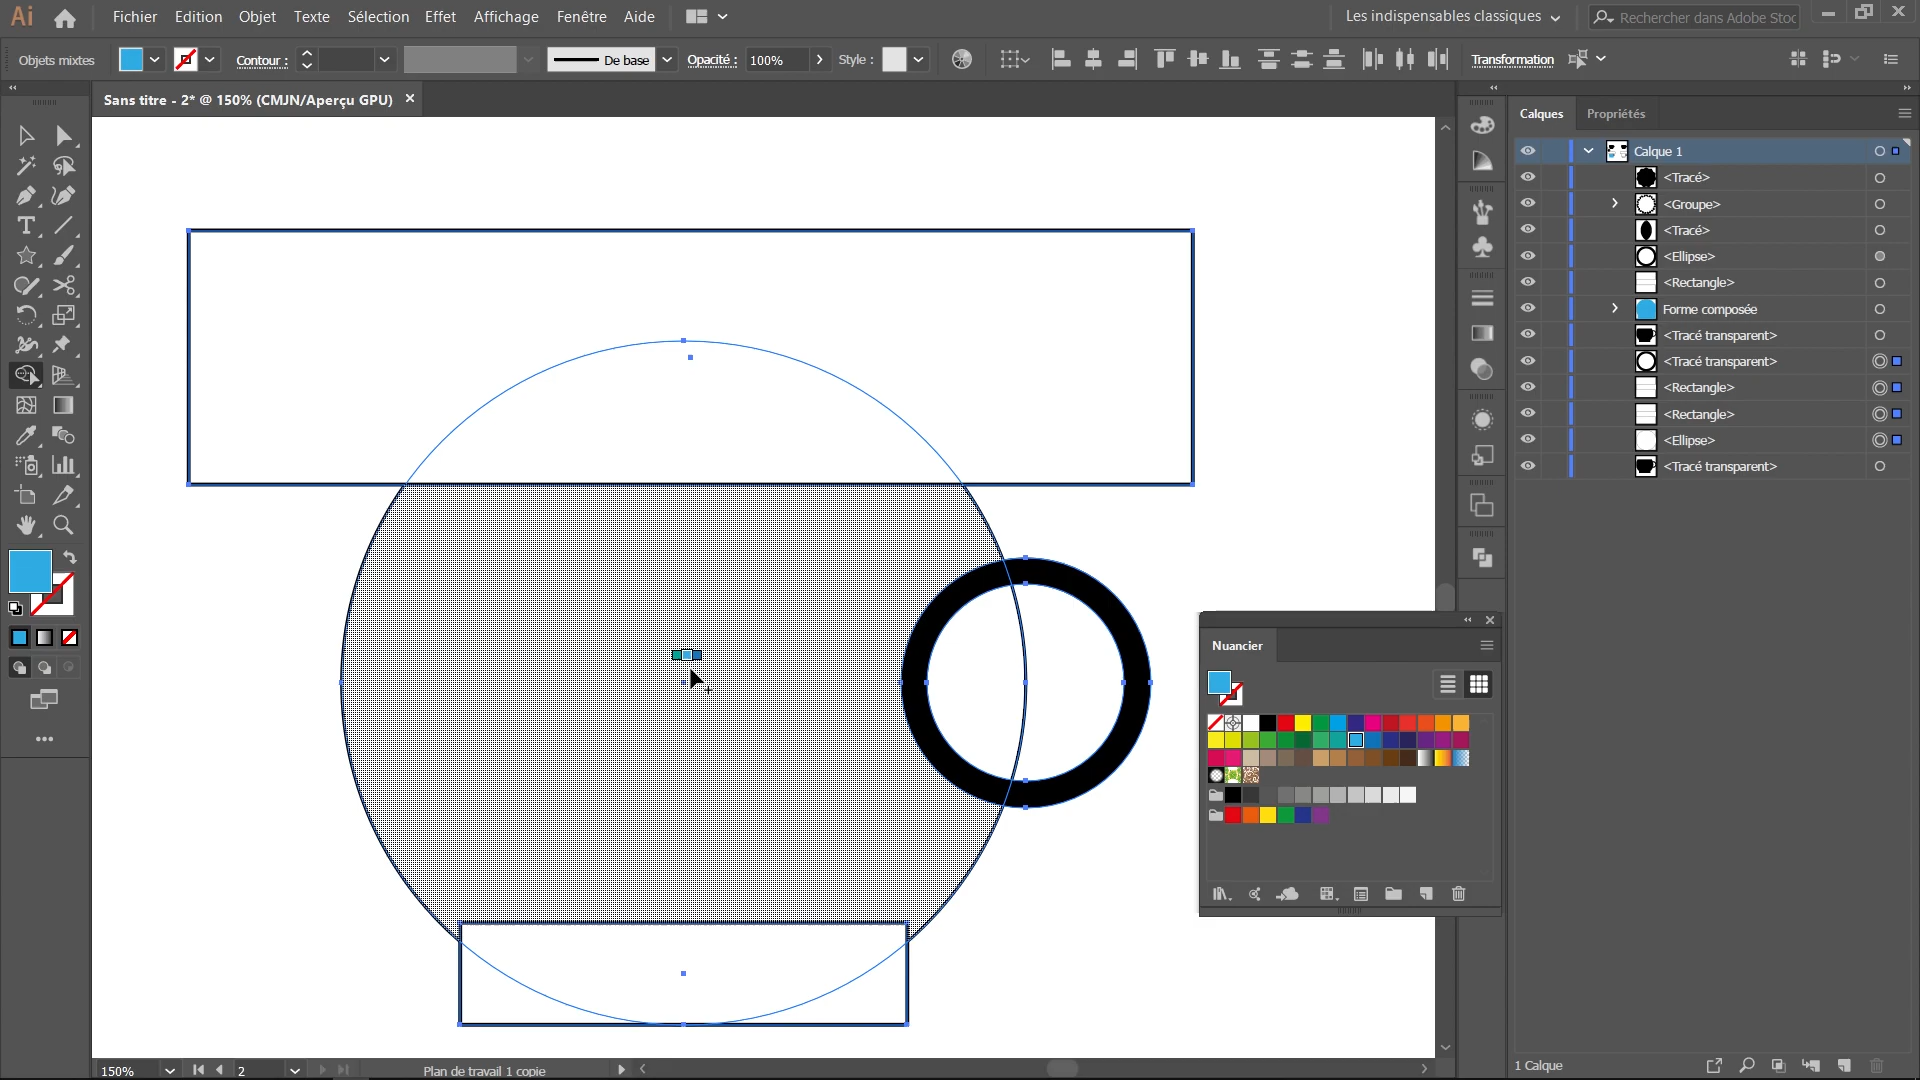 Ai
Fichier Edition Objet Texte Sélection Effet Affichage Fenêtre Aide
Les indispensables classiques
Rechercher dans Adobe Stoc
Objets mixtes
Contour :
De base
Opacité :
100%
Style :
Transformation
Sans titre - 2* @ 150% (CMJN/Aperçu GPU)
Calques Propriétés
Calque 1
<Tracé>
<Groupe>
<Tracé>
<Ellipse>
<Rectangle>
Forme composée
<Tracé transparent>
<Tracé transparent>
<Rectangle>
<Rectangle>
<Ellipse>
<Tracé transparent>
Nuancier
150%
2
Plan de travail 1 copie
1 Calque